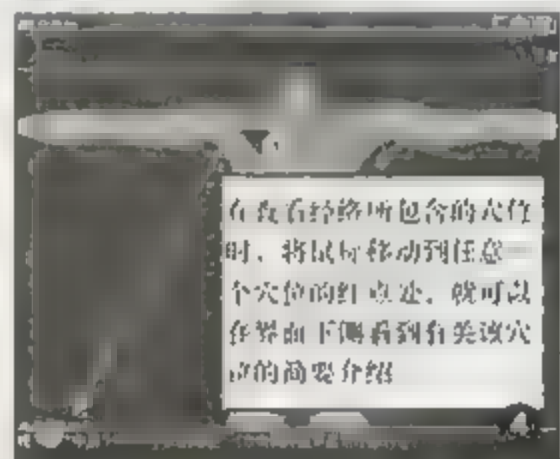 在查看经络所包含的穴位
时，将鼠标移动到任意一
个穴位的红点处，就可以
在界面下侧看到有关该穴
位的简要介绍